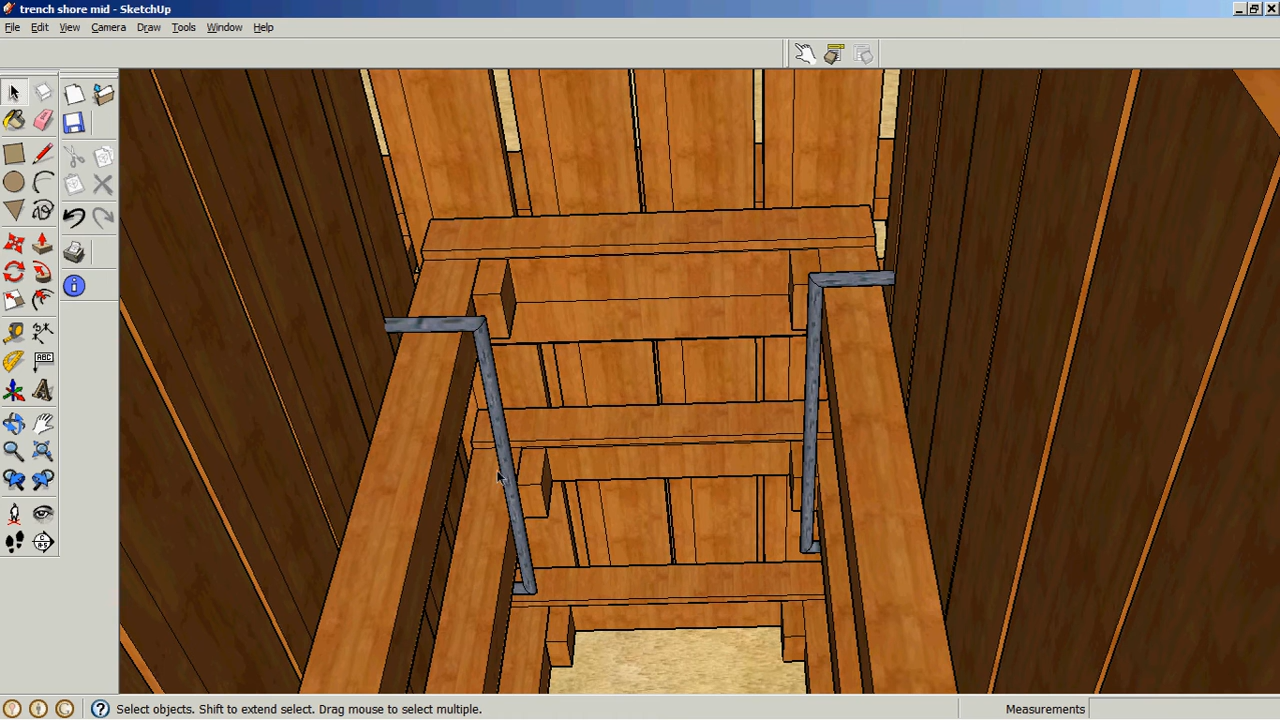 trench shore mid - SketchUp
File Edit View Camera Draw Tools Window Help
ABC
A
Select objects. Shift to extend select. Drag mouse to select multiple.
Measurements